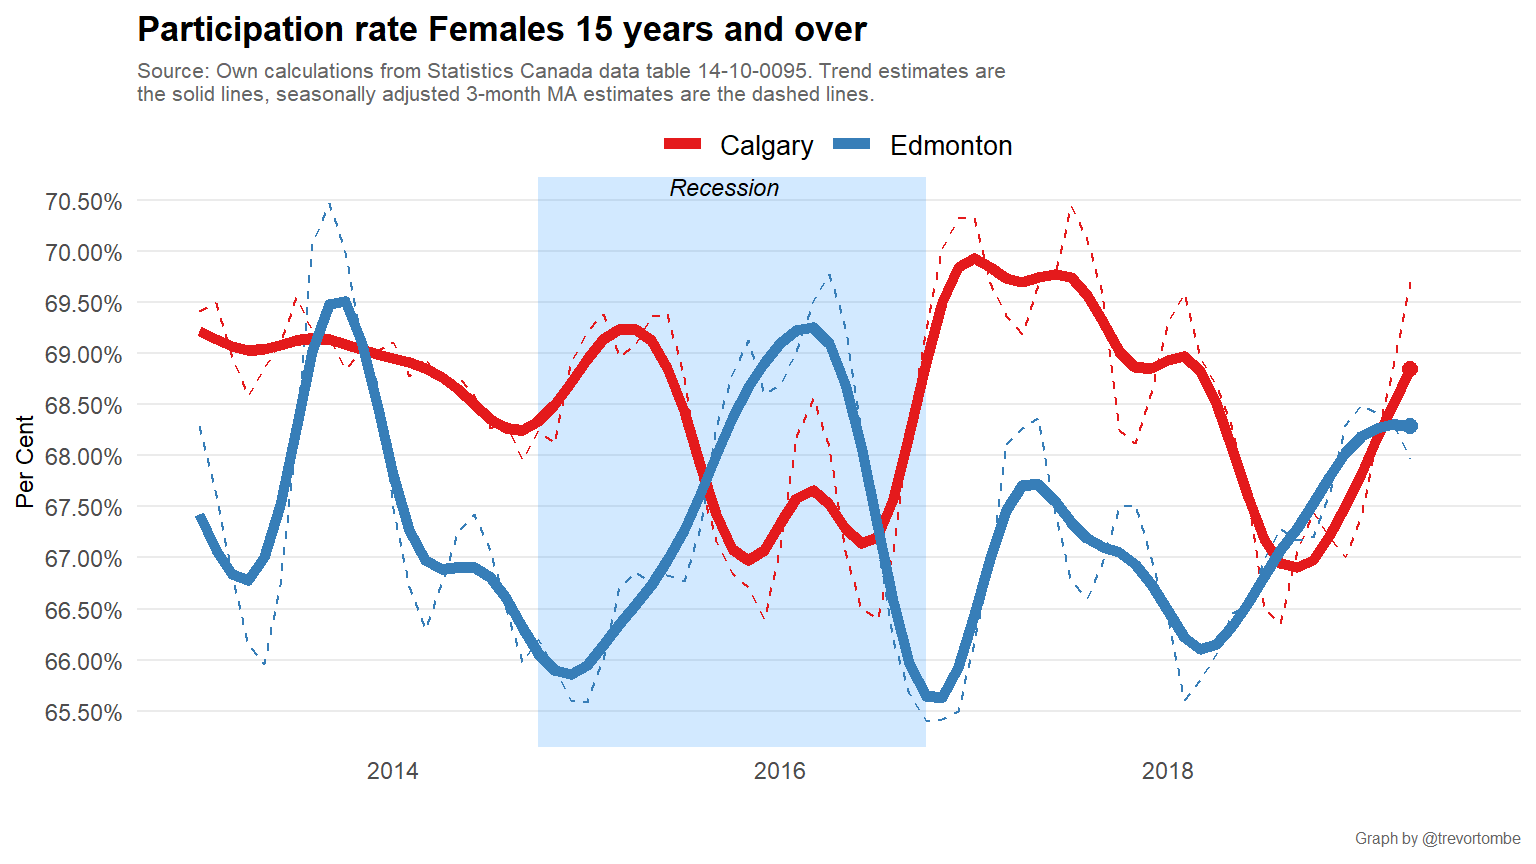 Participation rate Females 15 years and over
Source: Own calculations from Statistics Canada data table 14-10-0095. Trend estimates are
the solid lines, seasonally adjusted 3-month MA estimates are the dashed lines.
Calgary Edmonton
Recession
70.50%
70.00%
69.50%
69.00%
68.50%
68.00%
67.50%
67.00%
66.50%
66.00%
65.50%
Per Cent
2014 2016 2018
Graph by @trevortombe